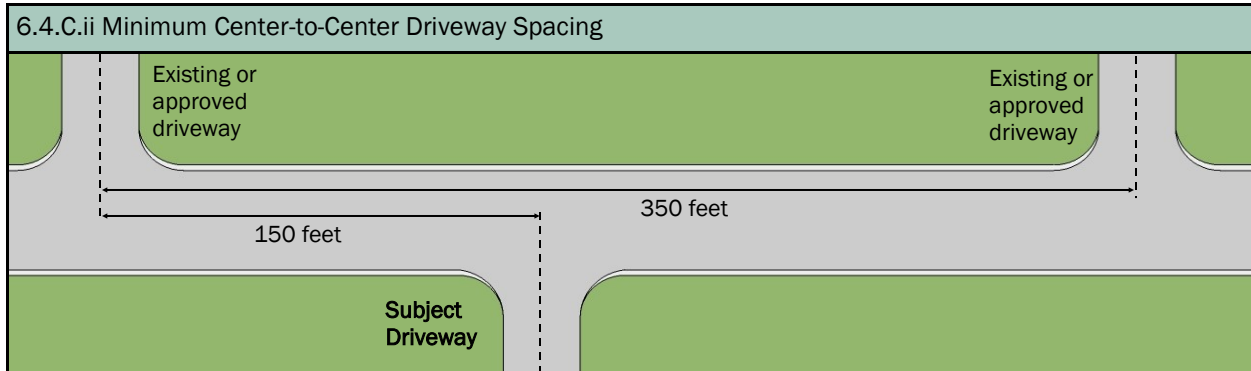 6.4.C.ii Minimum Center-to-Center Driveway Spacing
Existing or
approved
driveway
Existing or
approved
driveway
350 feet
150 feet
Subject
Driveway